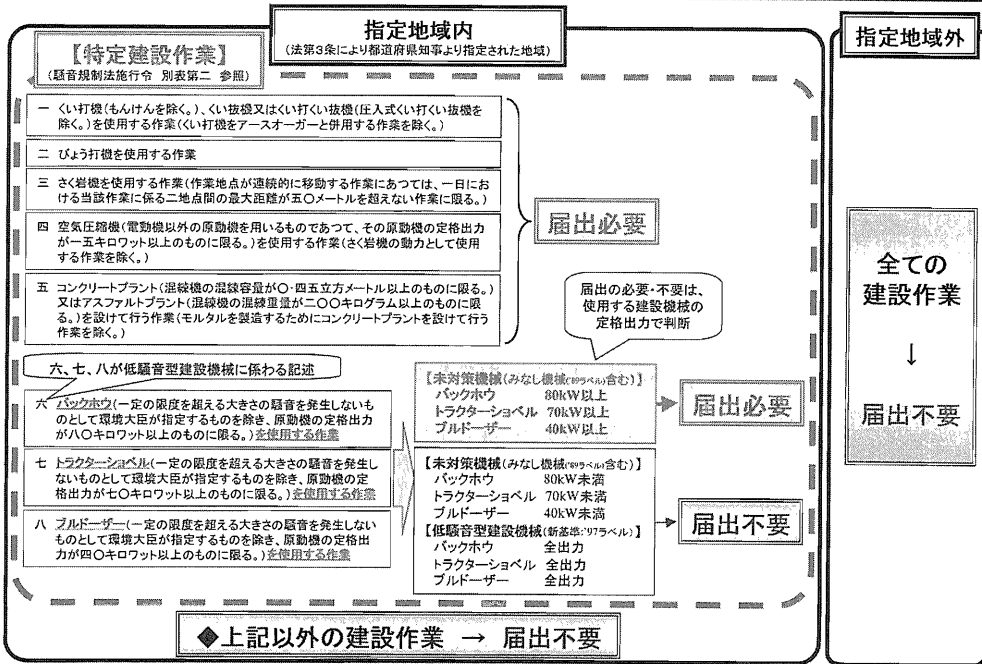 指定地域内
(法第3条により都道府県知事より指定された地域)
指定地域外
【特定建設作業】
(騒音規制法施行令 別表第二 参照)
一 くい打機(もんけんを除く。)、くい抜機又はくい打くい抜機(圧入式くい打くい抜機を
除く。)を使用する作業(くい打機をアースオーガーと併用する作業を除く。)
二 びょう打機を使用する作業
三 さく岩機を使用する作業(作業地点が連続的に移動する作業にあつては、一日にお
ける当該作業に係る二地点間の最大距離が五〇メートルを超えない作業に限る。)
四 空気圧縮機(電動機以外の原動機を用いるものであつて、その原動機の定格出力
が一五キロワット以上のものに限る。)を使用する作業(さく岩機の動力として使用
する作業を除く。)
五 コンクリートプラント(混練機の混練容量が〇・四五立方メートル以上のものに限る。)
又はアスファルトプラント(混練機の混練重量が二〇〇キログラム以上のものに限
る。)を設けて行う作業(モルタルを製造するためにコンクリートプラントを設けて行う
作業を除く。)
届出必要
届出の必要・不要は、
使用する建設機械の
定格出力で判断
六、七、八が低騒音型建設機械に係わる記述
六 バックホウ(一定の限度を超える大きさの騒音を発生しないも
のとして環境大臣が指定するものを除き、原動機の定格出力
が八〇キロワット以上のものに限る。)を使用する作業
七 トラクターショベル(一定の限度を超える大きさの騒音を発生し
ないものとして環境大臣が指定するものを除き、原動機の定
格出力が七〇キロワット以上のものに限る。)を使用する作業
八 ブルドーザー(一定の限度を超える大きさの騒音を発生しない
ものとして環境大臣が指定するものを除き、原動機の定格出
力が四〇キロワット以上のものに限る。)を使用する作業
【未対策機械(みなし機械('89ラベル)含む)】
バックホウ 80kW以上
トラクターショベル 70kW以上
ブルドーザー 40kW以上
届出必要
【未対策機械(みなし機械('89ラベル)含む)】
バックホウ 80kW未満
トラクターショベル 70kW未満
ブルドーザー 40kW未満
【低騒音型建設機械(新基準:'97ラベル)】
バックホウ 全出力
トラクターショベル 全出力
ブルドーザー 全出力
届出不要
◆上記以外の建設作業 → 届出不要
全ての
建設作業
↓
届出不要